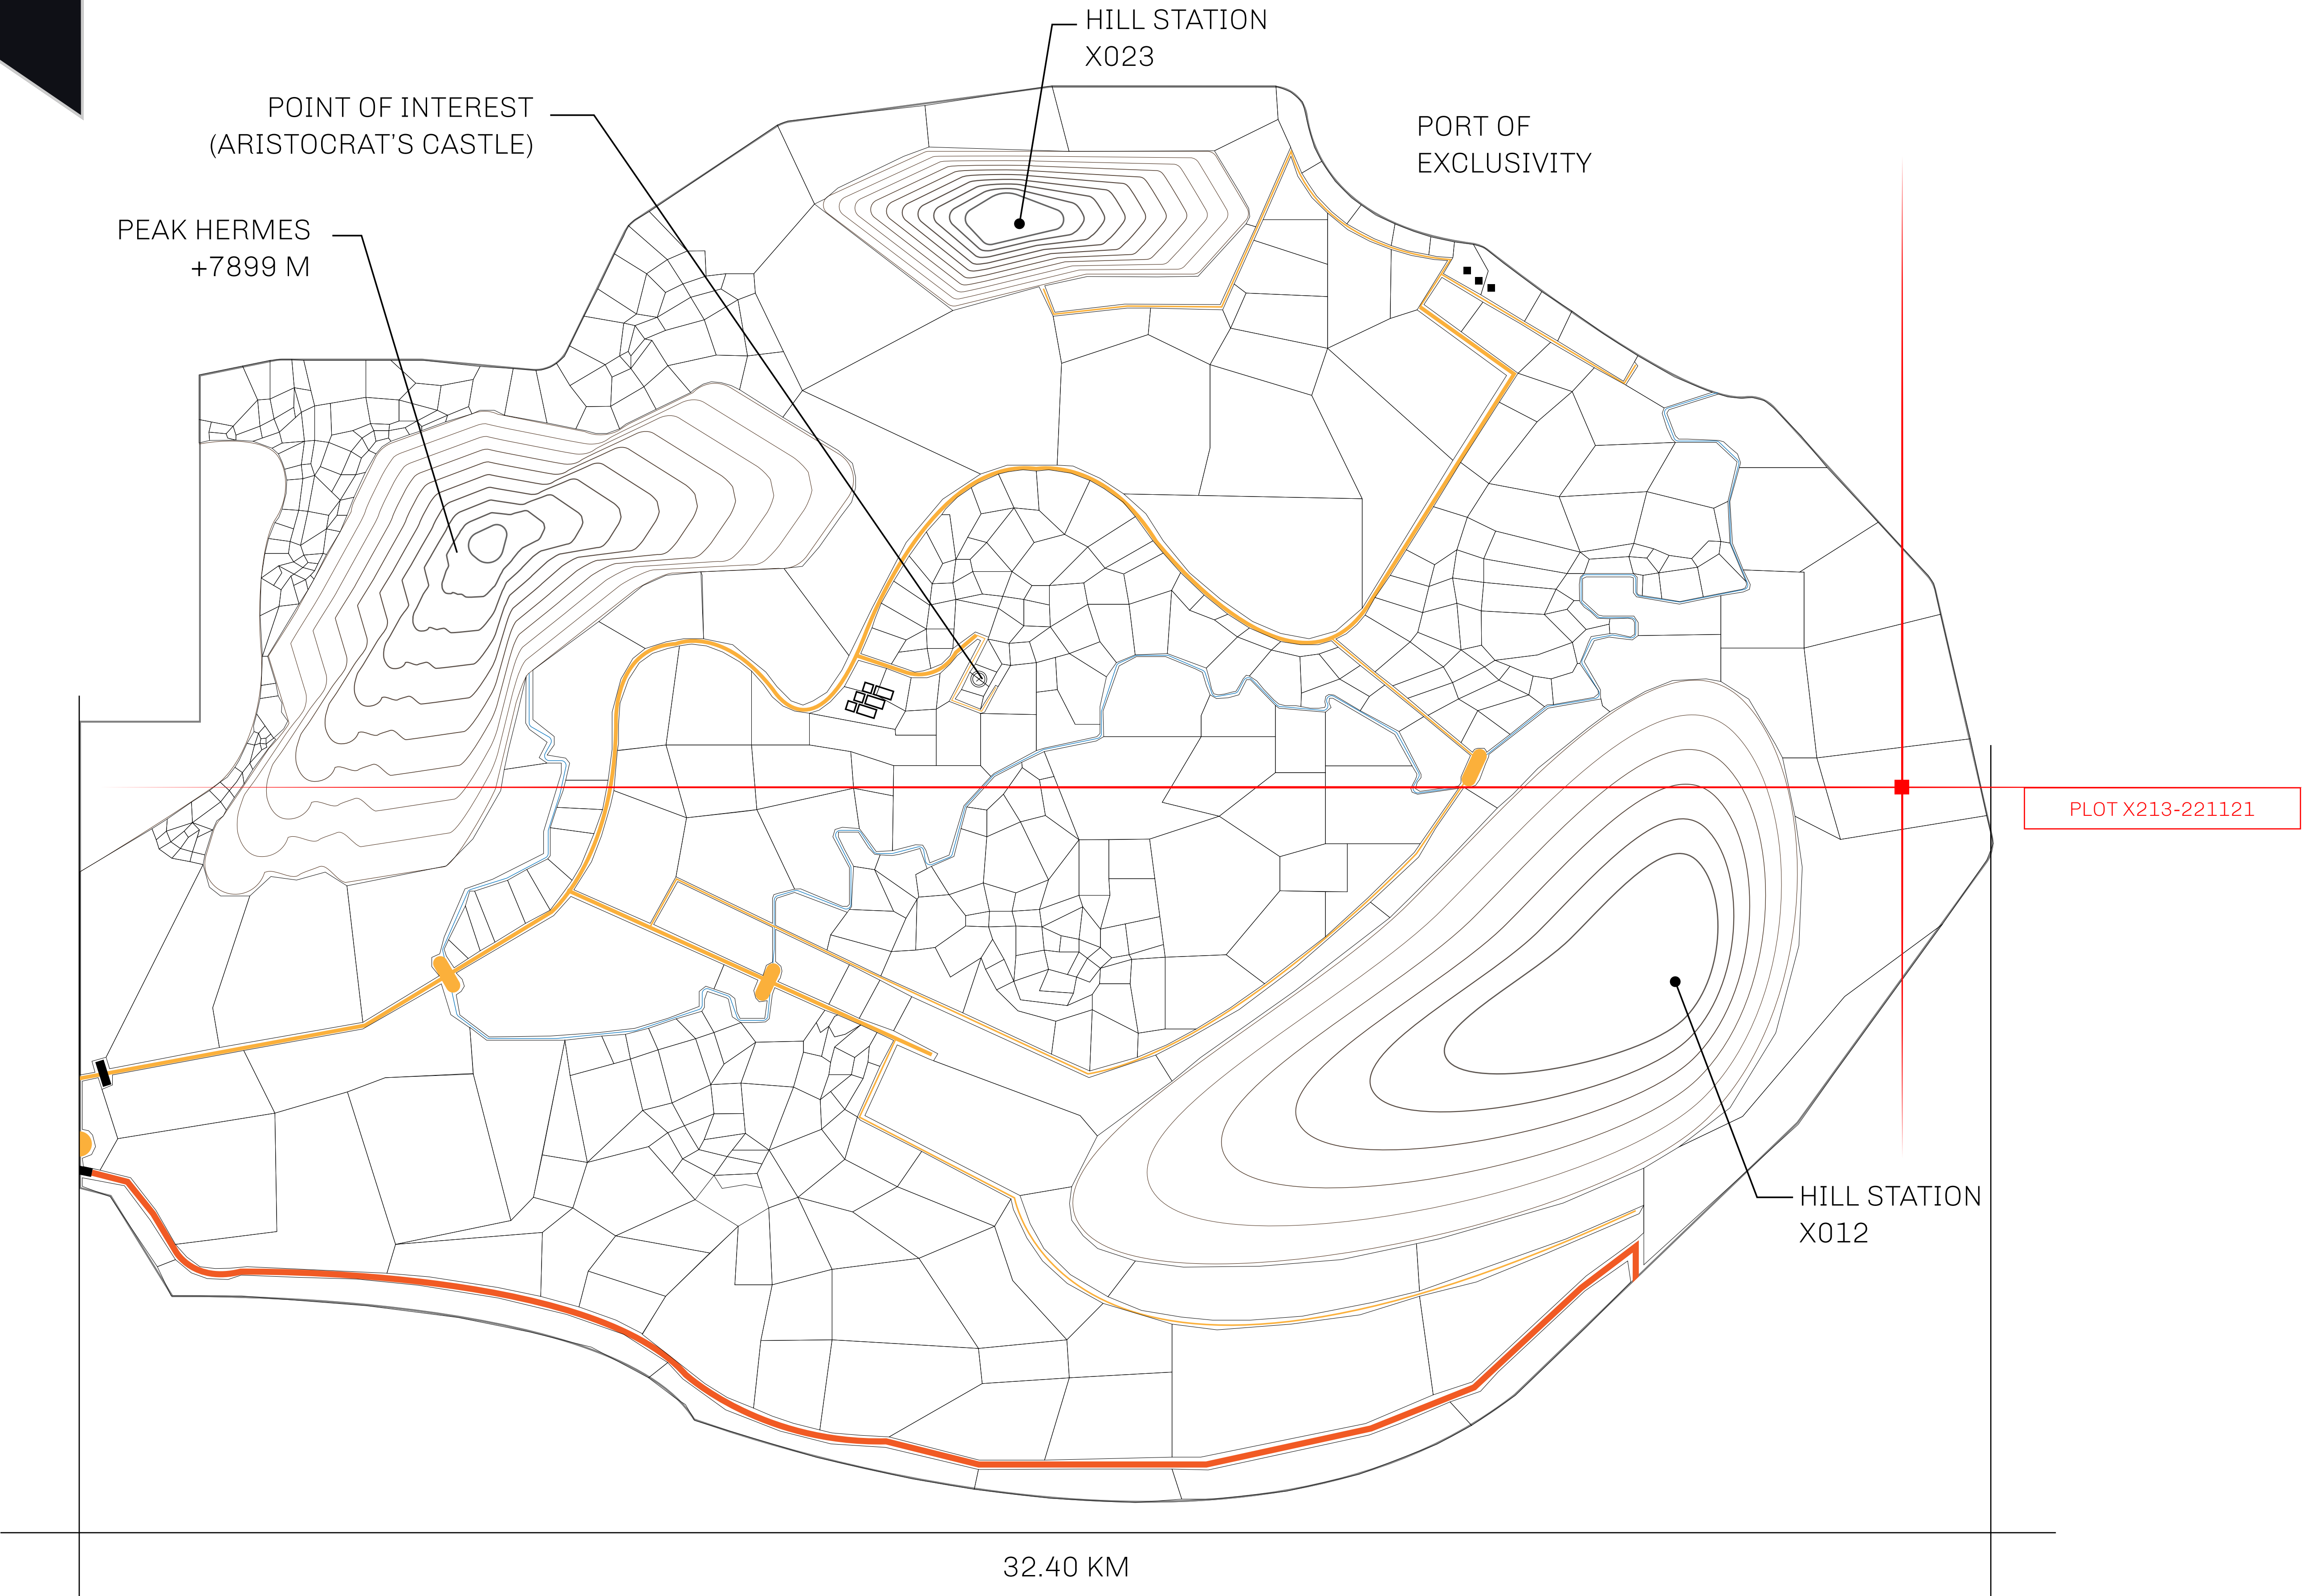 HILL STATION
X023
POINT OF INTEREST
(ARISTOCRAT'S CASTLE)
PORT OF
EXCLUSIVITY
PEAK HERMES
+7899 M
PLOT X213-221121
HILL STATION
X012
32.40 KM